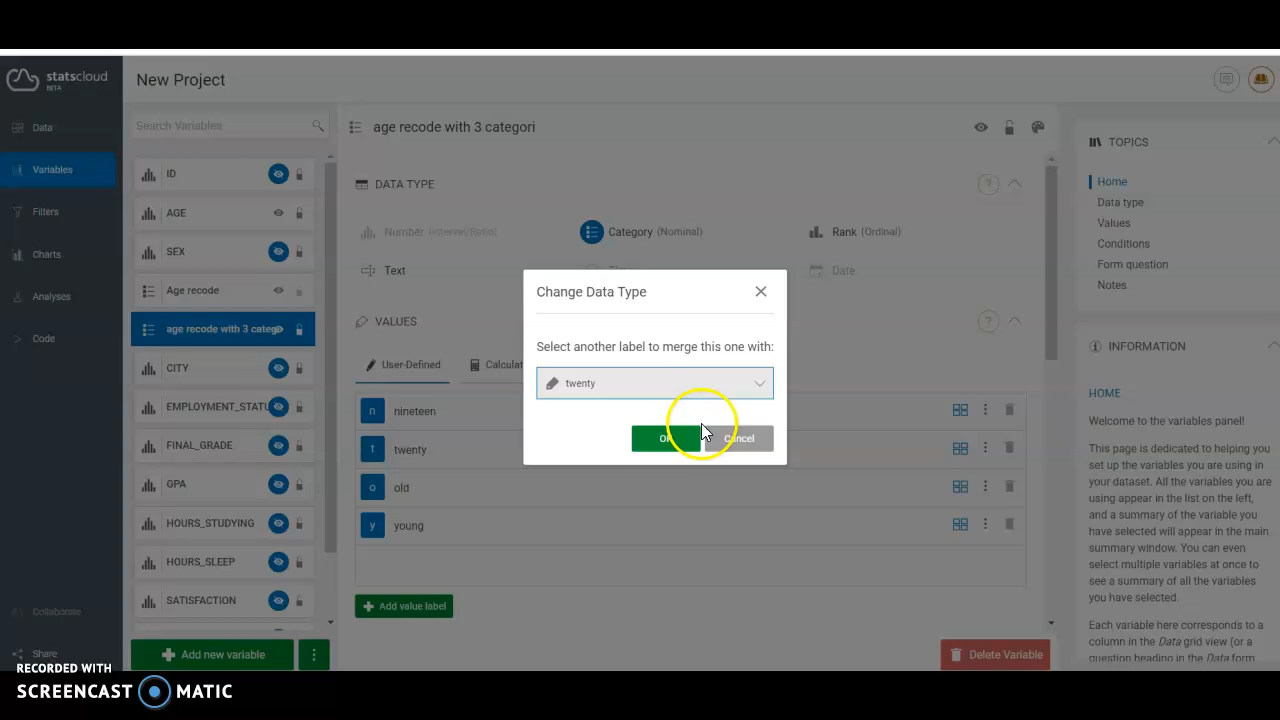 statscloud
BETA
New Project
Data
Variables
Filters
Charts
Analyses
Code
Collaborate
Share
Search Variables
ID
AGE
SEX
Age recode
age recode with 3 categ
CITY
EMPLOYMENT_STATU
FINAL_GRADE
GPA
HOURS_STUDYING
HOURS_SLEEP
SATISFACTION
Add new variable
age recode with 3 categori
DATA TYPE
?
Number (Interval/Ratio)
Category (Nominal)
Rank (Ordinal)
Text
Date
VALUES
?
User-Defined
Calculat
n nineteen
t twenty
o old
y young
Add value label
Delete Variable
Change Data Type
Select another label to merge this one with:
twenty
OK
Cancel
TOPICS
Home
Data type
Values
Conditions
Form question
Notes
INFORMATION
HOME
Welcome to the variables panel!
This page is dedicated to helping you
set up the variables you are using in
your dataset. All the variables you are
using appear in the list on the left,
and a summary of the variable you
have selected will appear in the main
summary window. You can even
select multiple variables at once to
see a summary of all the variables
you have selected.
Each variable here corresponds to a
column in the Data grid view (or a
question heading in the Data form
RECORDED WITH
SCREENCAST MATIC